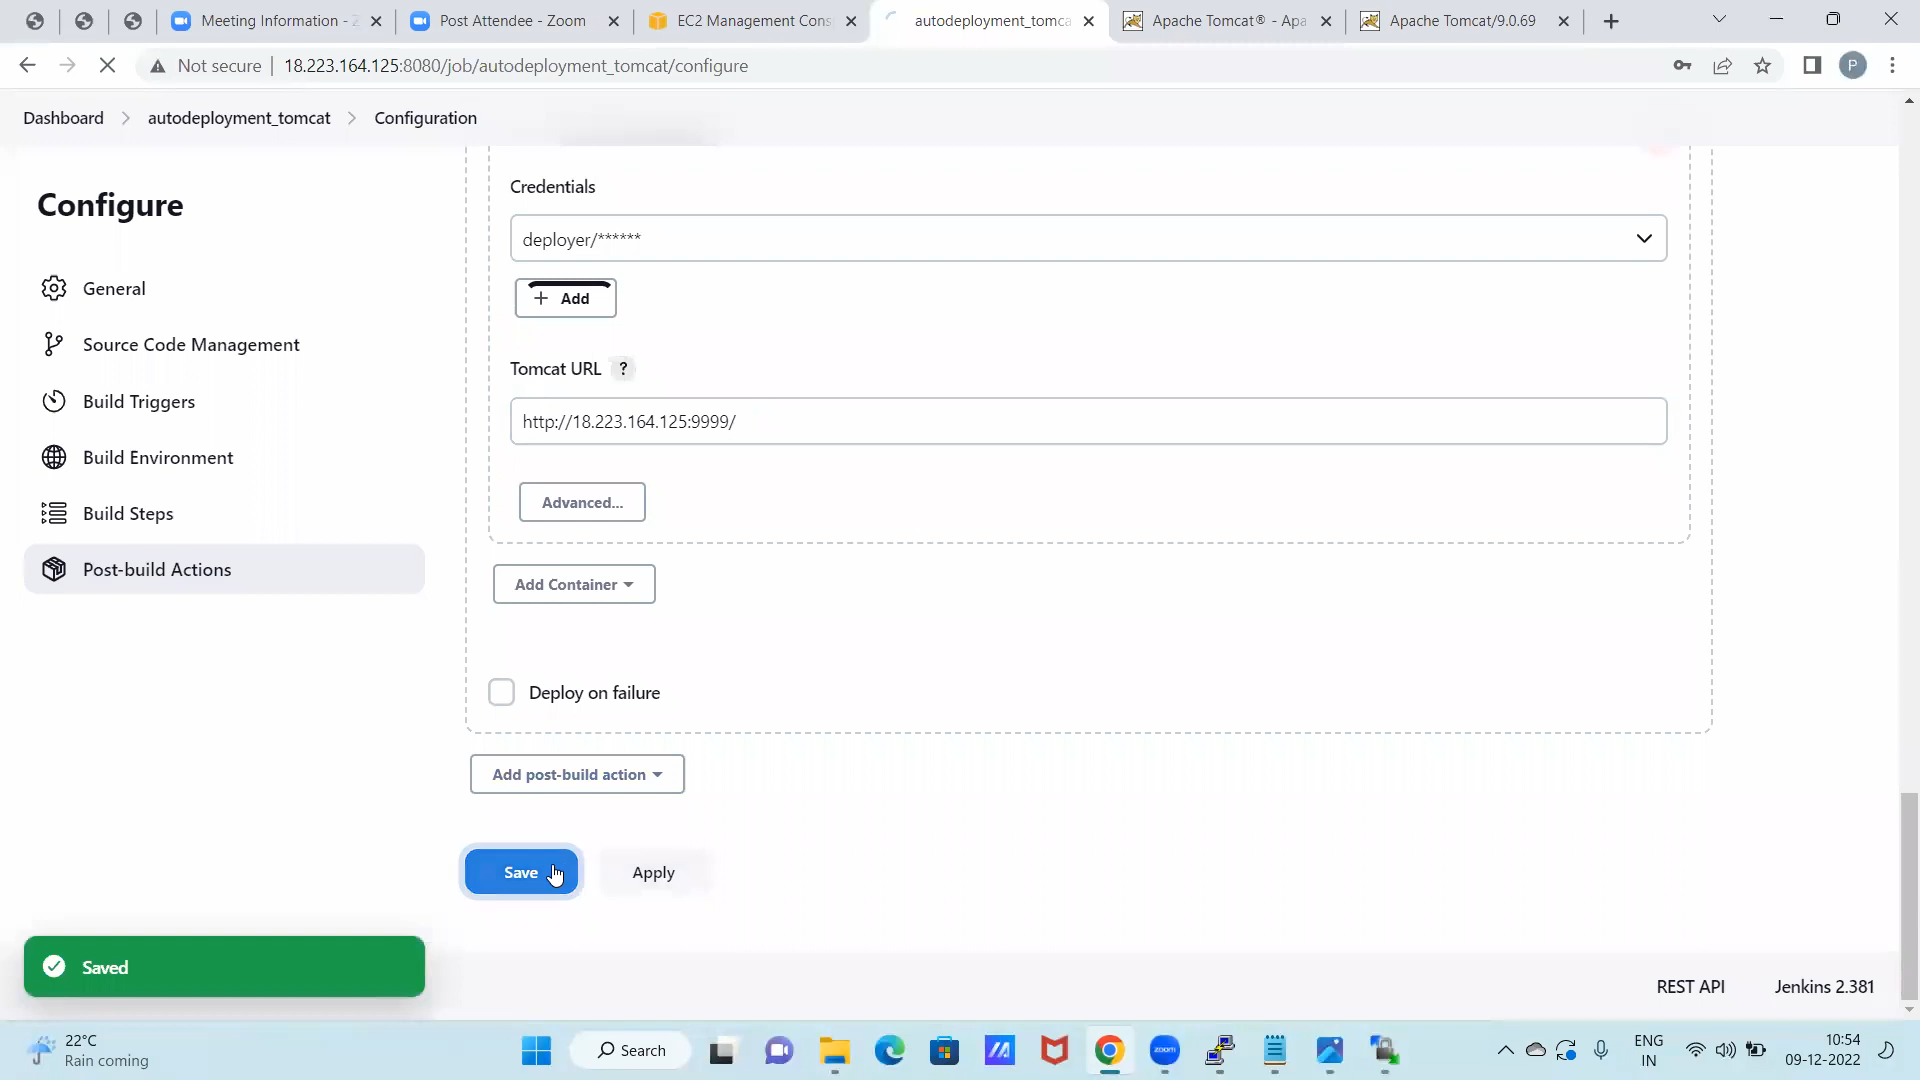 Meeting Information - Z
Post Attendee - Zoom
EC2 Management Cons
autodeployment_tomca
Apache Tomcat® - Apa
Apache Tomcat/9.0.69
Not secure
18.223.164.125:8080/job/autodeployment_tomcat/configure
P
Dashboard
autodeployment_tomcat
Configuration
Configure
General
Source Code Management
Build Triggers
Build Environment
Build Steps
Post-build Actions
Credentials
deployer/******
+ Add
Tomcat URL ?
http://18.223.164.125:9999/
Advanced...
Add Container
Deploy on failure
Add post-build action
Save
Apply
Saved
REST API
Jenkins 2.381
22°C
Rain coming
Search
zoom
ENG
IN
10:54
09-12-2022